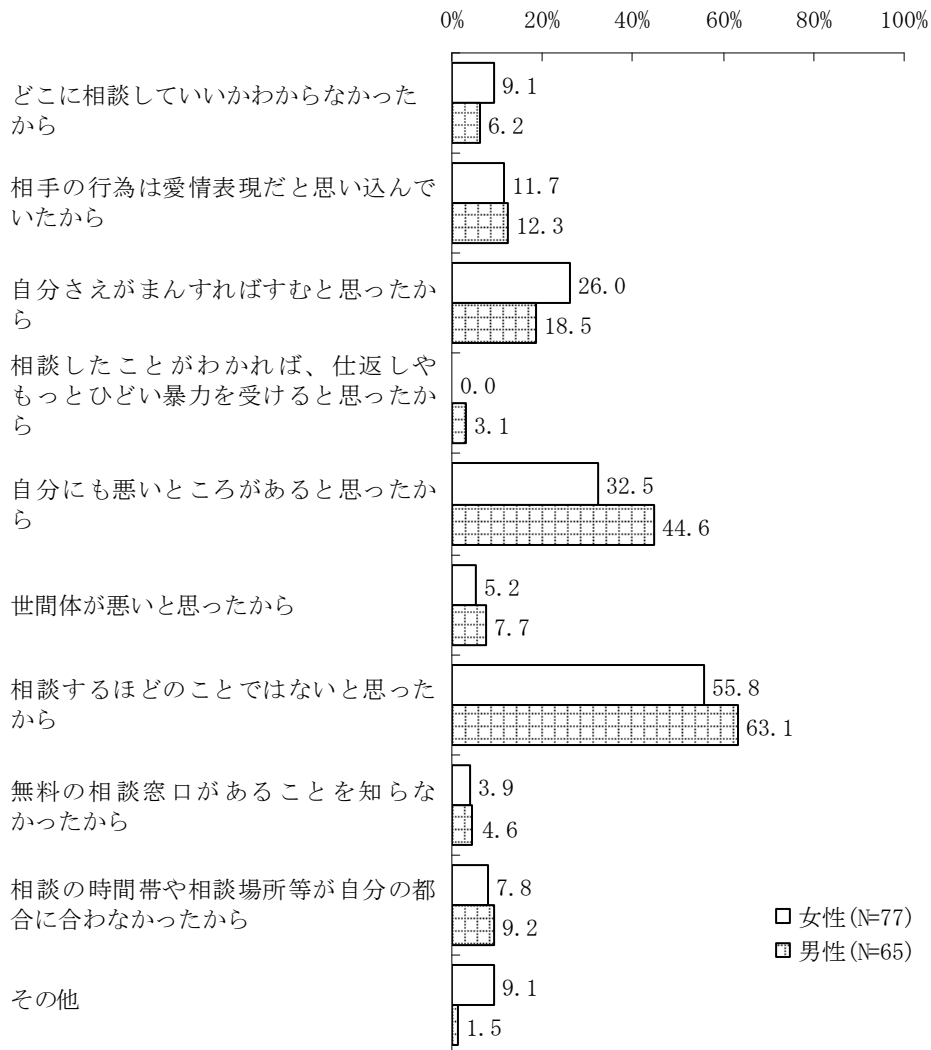 0% 20% 40% 60% 80% 100%
どこに相談していいかわからなかった
から
9.1
6.2
相手の行為は愛情表現だと思い込んで
いたから
11.7
12.3
自分さえがまんすればすむと思ったか
ら
26.0
18.5
相談したことがわかれば、仕返しや
もっとひどい暴力を受けると思ったか
ら
0.0
3.1
自分にも悪いところがあると思ったか
ら
32.5
44.6
世間体が悪いと思ったから
5.2
7.7
相談するほどのことではないと思った
から
55.8
63.1
無料の相談窓口があることを知らな
かったから
3.9
4.6
相談の時間帯や相談場所等が自分の都
合に合わなかったから
7.8
9.2
その他
9.1
1.5
女性(N=77)
男性(N=65)